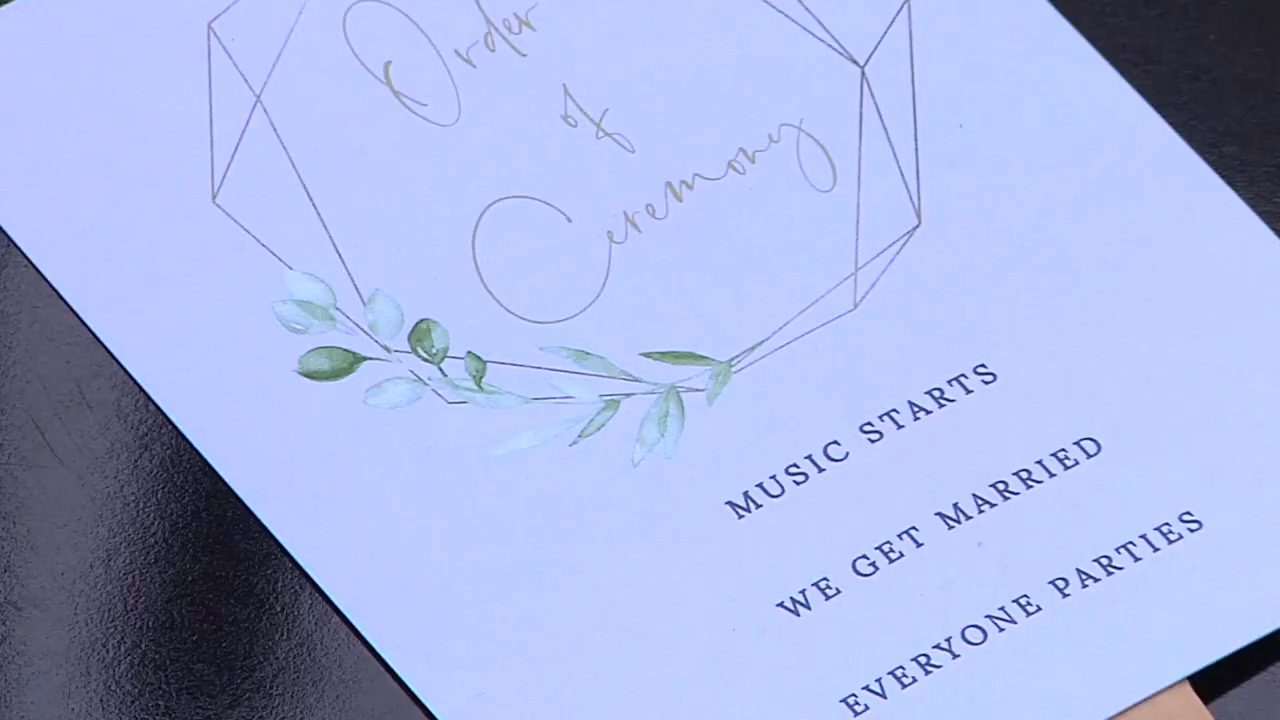 Order
of
Ceremony
MUSIC STARTS
WE GET MARRIED
EVERYONE PARTIES